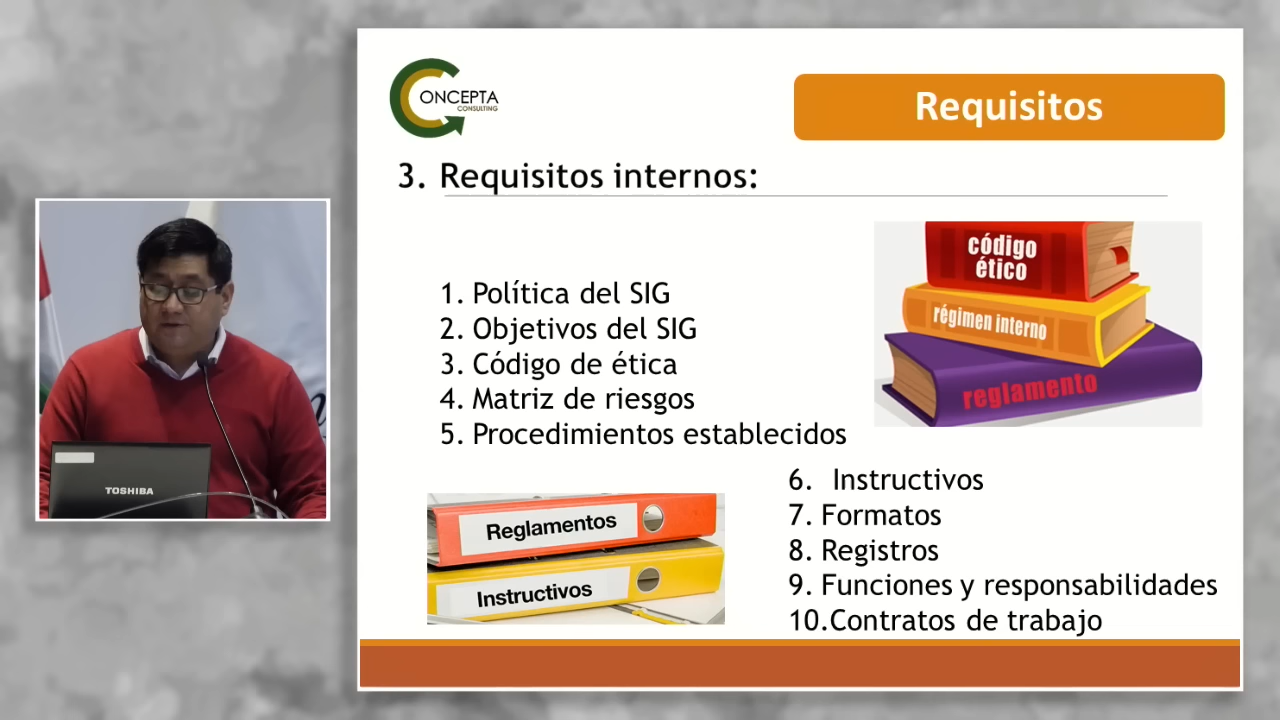 ONCEPTA
CONSULTING
Requisitos
3. Requisitos internos:
código
ético
régimen interno
reglamento
1. Política del SIG
2. Objetivos del SIG
3. Código de ética
4. Matriz de riesgos
5. Procedimientos establecidos
6. Instructivos
7. Formatos
8. Registros
9. Funciones y responsabilidades
10.Contratos de trabajo
Reglamentos
Instructivos
TOSHIBA